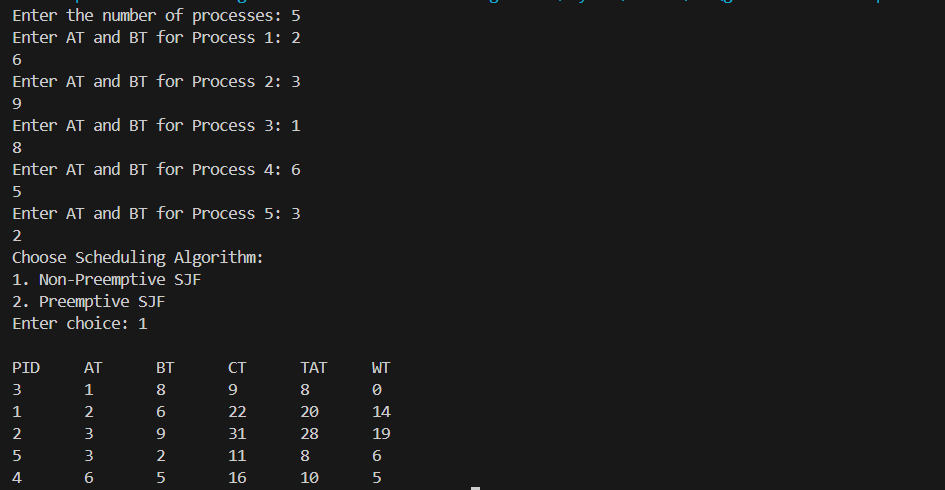 Enter the number of processes: 5
Enter AT and BT for Process 1: 2
6
Enter AT and BT for Process 2: 3
9
Enter AT and BT for Process 3: 1
8
Enter AT and BT for Process 4: 6
5
Enter AT and BT for Process 5: 3
2
Choose Scheduling Algorithm:
1. Non-Preemptive SJF
2. Preemptive SJF
Enter choice: 1
PID AT BT CT TAT WT
3 1 8 9 8 0
1 2 6 22 20 14
2 3 9 31 28 19
5 3 2 11 8 6
4 6 5 16 10 5